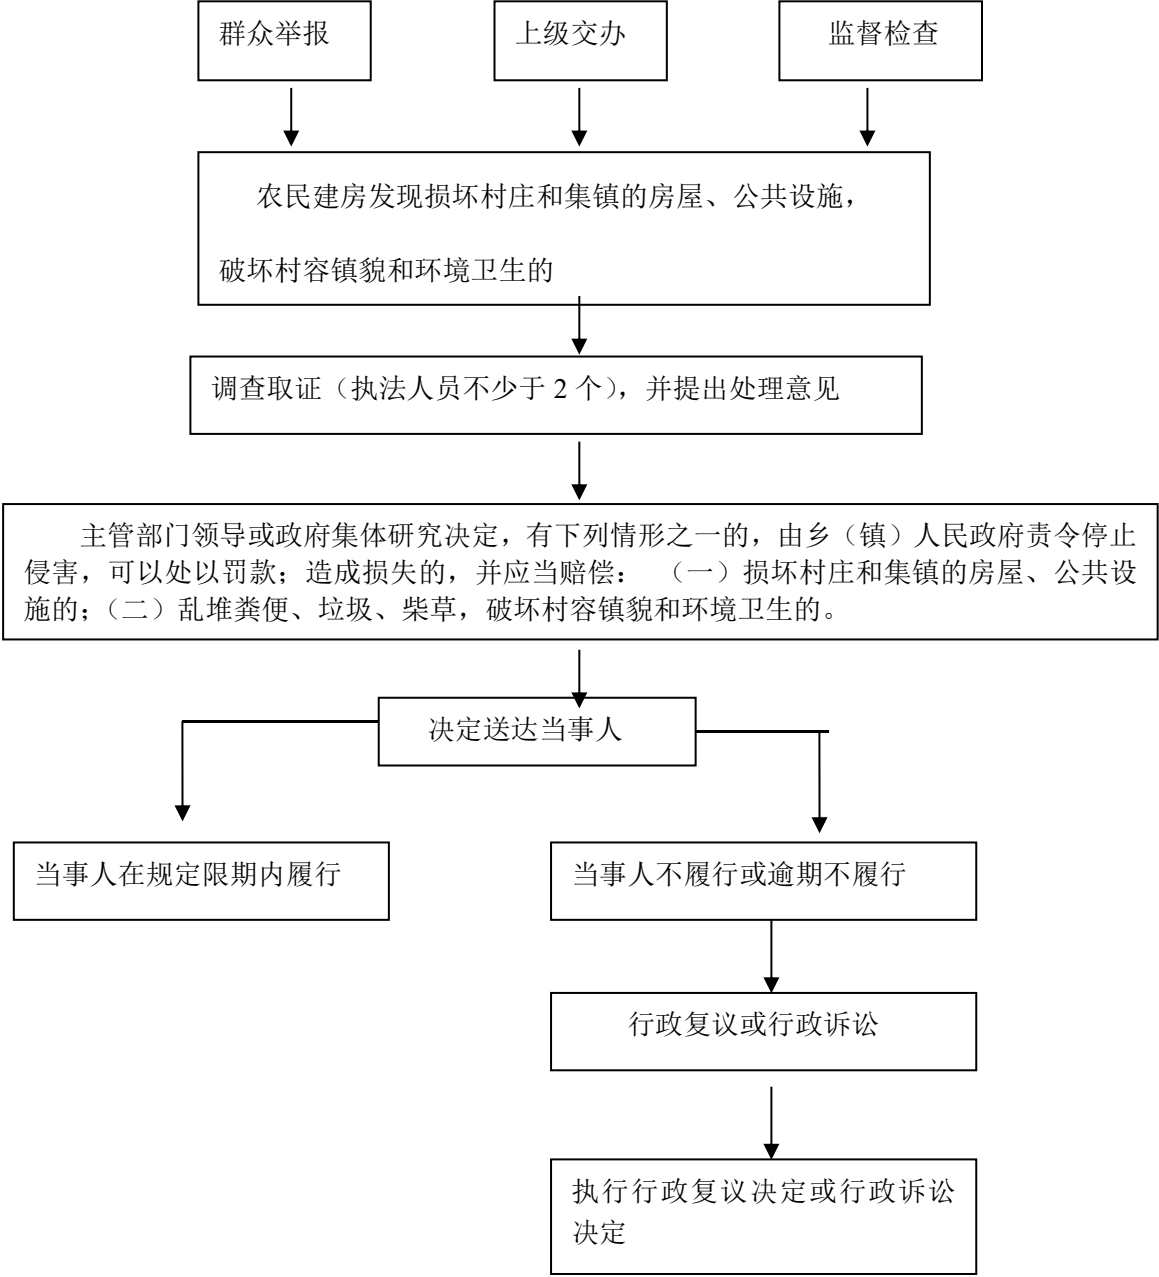 群众举报
上级交办
监督检查
农民建房发现损坏村庄和集镇的房屋、公共设施，
破坏村容镇貌和环境卫生的
调查取证（执法人员不少于 2 个），并提出处理意见
主管部门领导或政府集体研究决定，有下列情形之一的，由乡（镇）人民政府责令停止
侵害，可以处以罚款；造成损失的，并应当赔偿： （一）损坏村庄和集镇的房屋、公共设
施的；（二）乱堆粪便、垃圾、柴草，破坏村容镇貌和环境卫生的。
决定送达当事人
当事人在规定限期内履行
当事人不履行或逾期不履行
行政复议或行政诉讼
执行行政复议决定或行政诉讼
决定